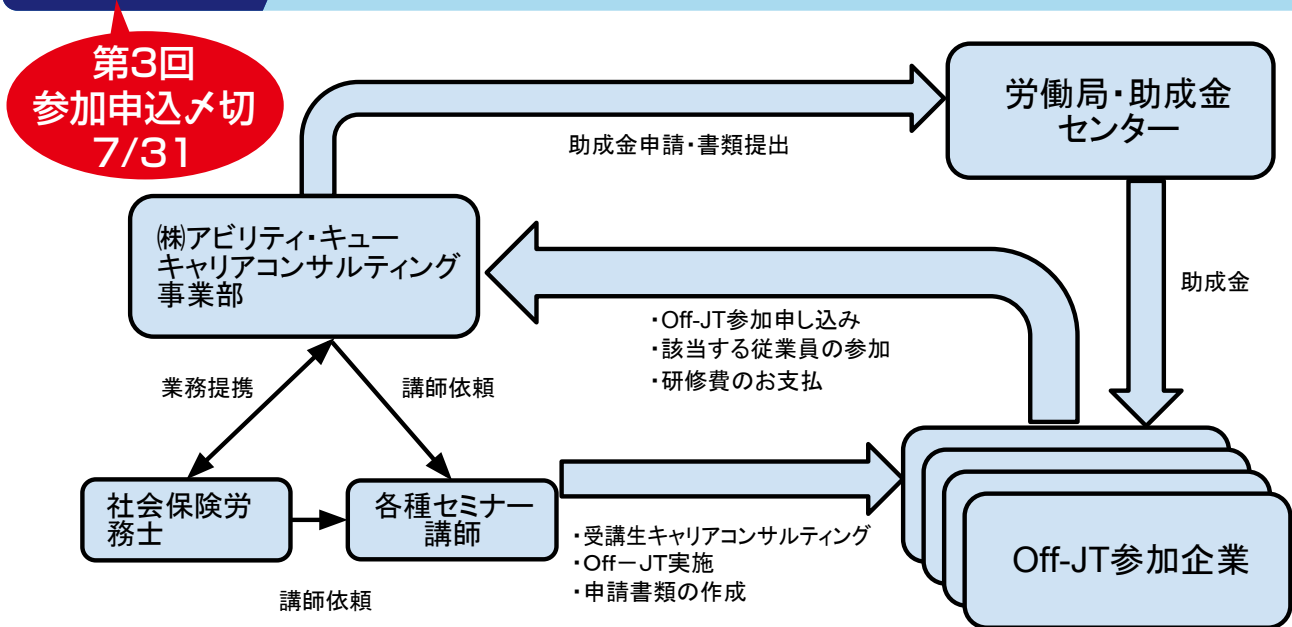 第3回
参加申込〆切
7/31
労働局・助成金
センター
助成金申請・書類提出
㈱アビリティ・キュー
キャリアコンサルティング
事業部
助成金
・Off-JT参加申し込み
・該当する従業員の参加
・研修費のお支払
業務提携
講師依頼
社会保険労
務士
各種セミナー
講師
・受講生キャリアコンサルティング
・Off－JT実施
・申請書類の作成
Off-JT参加企業
講師依頼